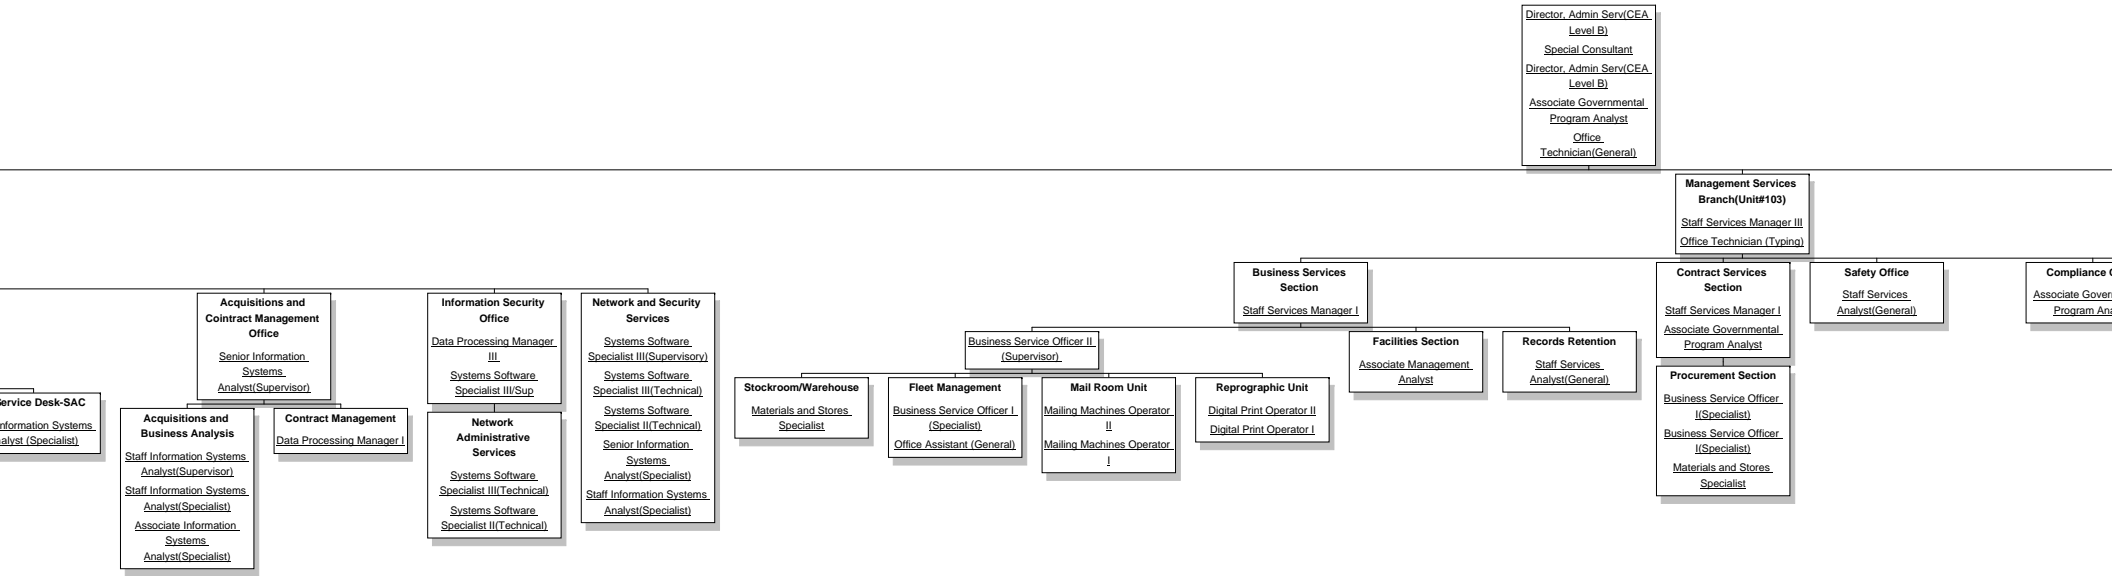 Director, Admin Serv(CEA
Level B)
Special Consultant
Director, Admin Serv(CEA
Level B)
Associate Governmental
Program Analyst
Office
Technician(General)
Management Services
Branch(Unit#103)
Staff Services Manager III
Office Technician (Typing)
Business Services
Section
Staff Services Manager I
Contract Services
Section
Staff Services Manager I
Associate Governmental
Program Analyst
Safety Office
Staff Services
Analyst(General)
Compliance
Associate
Program
Acquisitions and
Cointract Management
Office
Senior Information
Systems
Analyst(Supervisor)
Information Security
Office
Data Processing Manager
III
Systems Software
Specialist III/Sup
Network and Security
Services
Systems Software
Specialist III(Supervisory)
Systems Software
Specialist III(Technical)
Systems Software
Specialist II(Technical)
Senior Information
Systems
Analyst(Specialist)
Staff Information Systems
Analyst(Specialist)
Business Service Officer II
(Supervisor)
Facilities Section
Associate Management
Analyst
Records Retention
Staff Services
Analyst(General)
Procurement Section
Business Service Officer
I(Specialist)
Business Service Officer
I(Specialist)
Materials and Stores
Specialist
Stockroom/Warehouse
Materials and Stores
Specialist
Fleet Management
Business Service Officer I
(Specialist)
Office Assistant (General)
Mail Room Unit
Mailing Machines Operator
II
Mailing Machines Operator
I
Reprographic Unit
Digital Print Operator II
Digital Print Operator I
Desk-SAC
Systems
(Specialist)
Acquisitions and
Business Analysis
Staff Information Systems
Analyst(Supervisor)
Staff Information Systems
Analyst(Specialist)
Associate Information
Systems
Analyst(Specialist)
Contract Management
Data Processing Manager I
Network
Administrative
Services
Systems Software
Specialist III(Technical)
Systems Software
Specialist II(Technical)